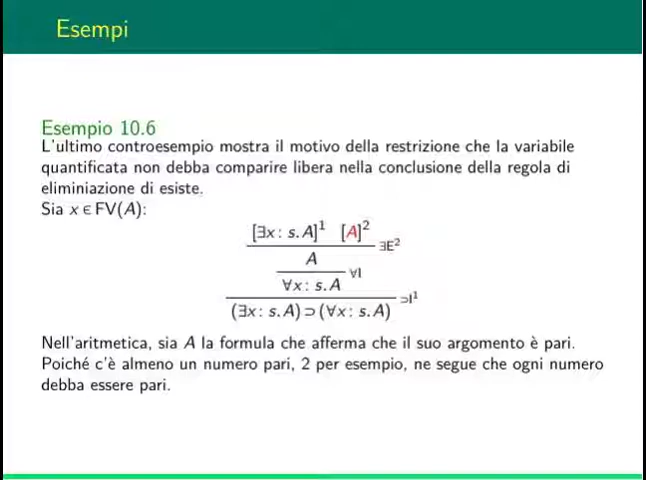 Esempi
Esempio 10.6
L'ultimo controesempio mostra il motivo della restrizione che la variabile
quantificata non debba comparire libera nella conclusione della regola di
eliminiazione di esiste.
Sia x ∈ FV(A):
[∃x : s. A]¹ [A]² ∃E²
A
∀I
∀x : s. A
⊃I¹
(∃x : s. A) ⊃ (∀x : s. A)
Nell'aritmetica, sia A la formula che afferma che il suo argomento è pari.
Poiché c'è almeno un numero pari, 2 per esempio, ne segue che ogni numero
debba essere pari.